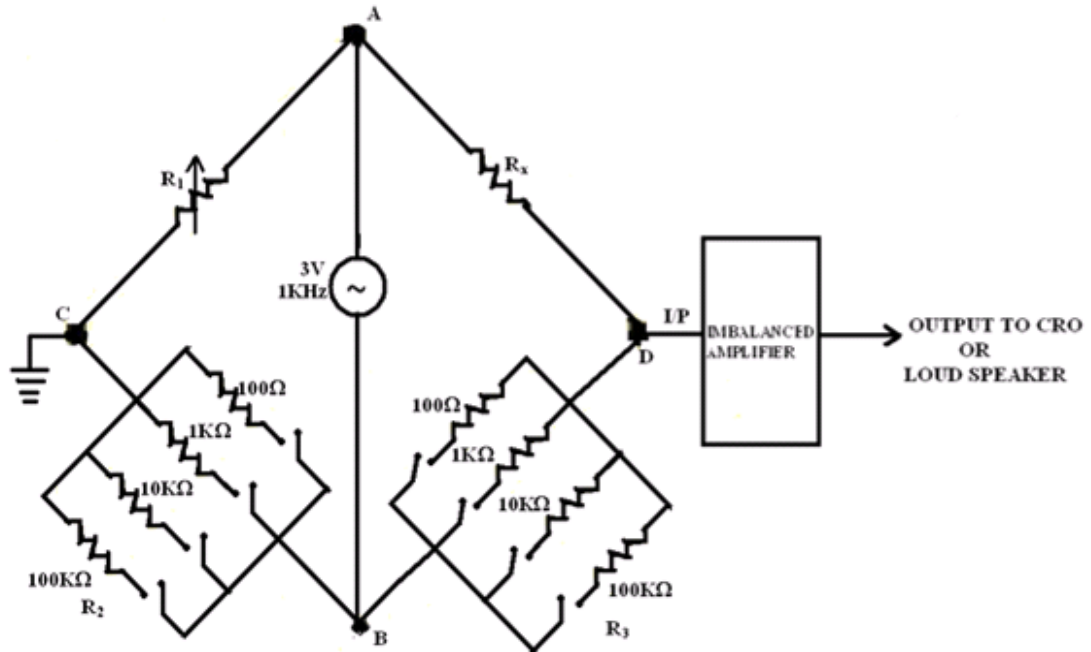 A
R₁
Rₓ
3V
1KHz
~
C
I/P
IMBALANCED
AMPLIFIER
OUTPUT TO CRO
OR
LOUD SPEAKER
D
100Ω
1KΩ
10KΩ
100KΩ
R₂
100Ω
1KΩ
10KΩ
100KΩ
R₃
B